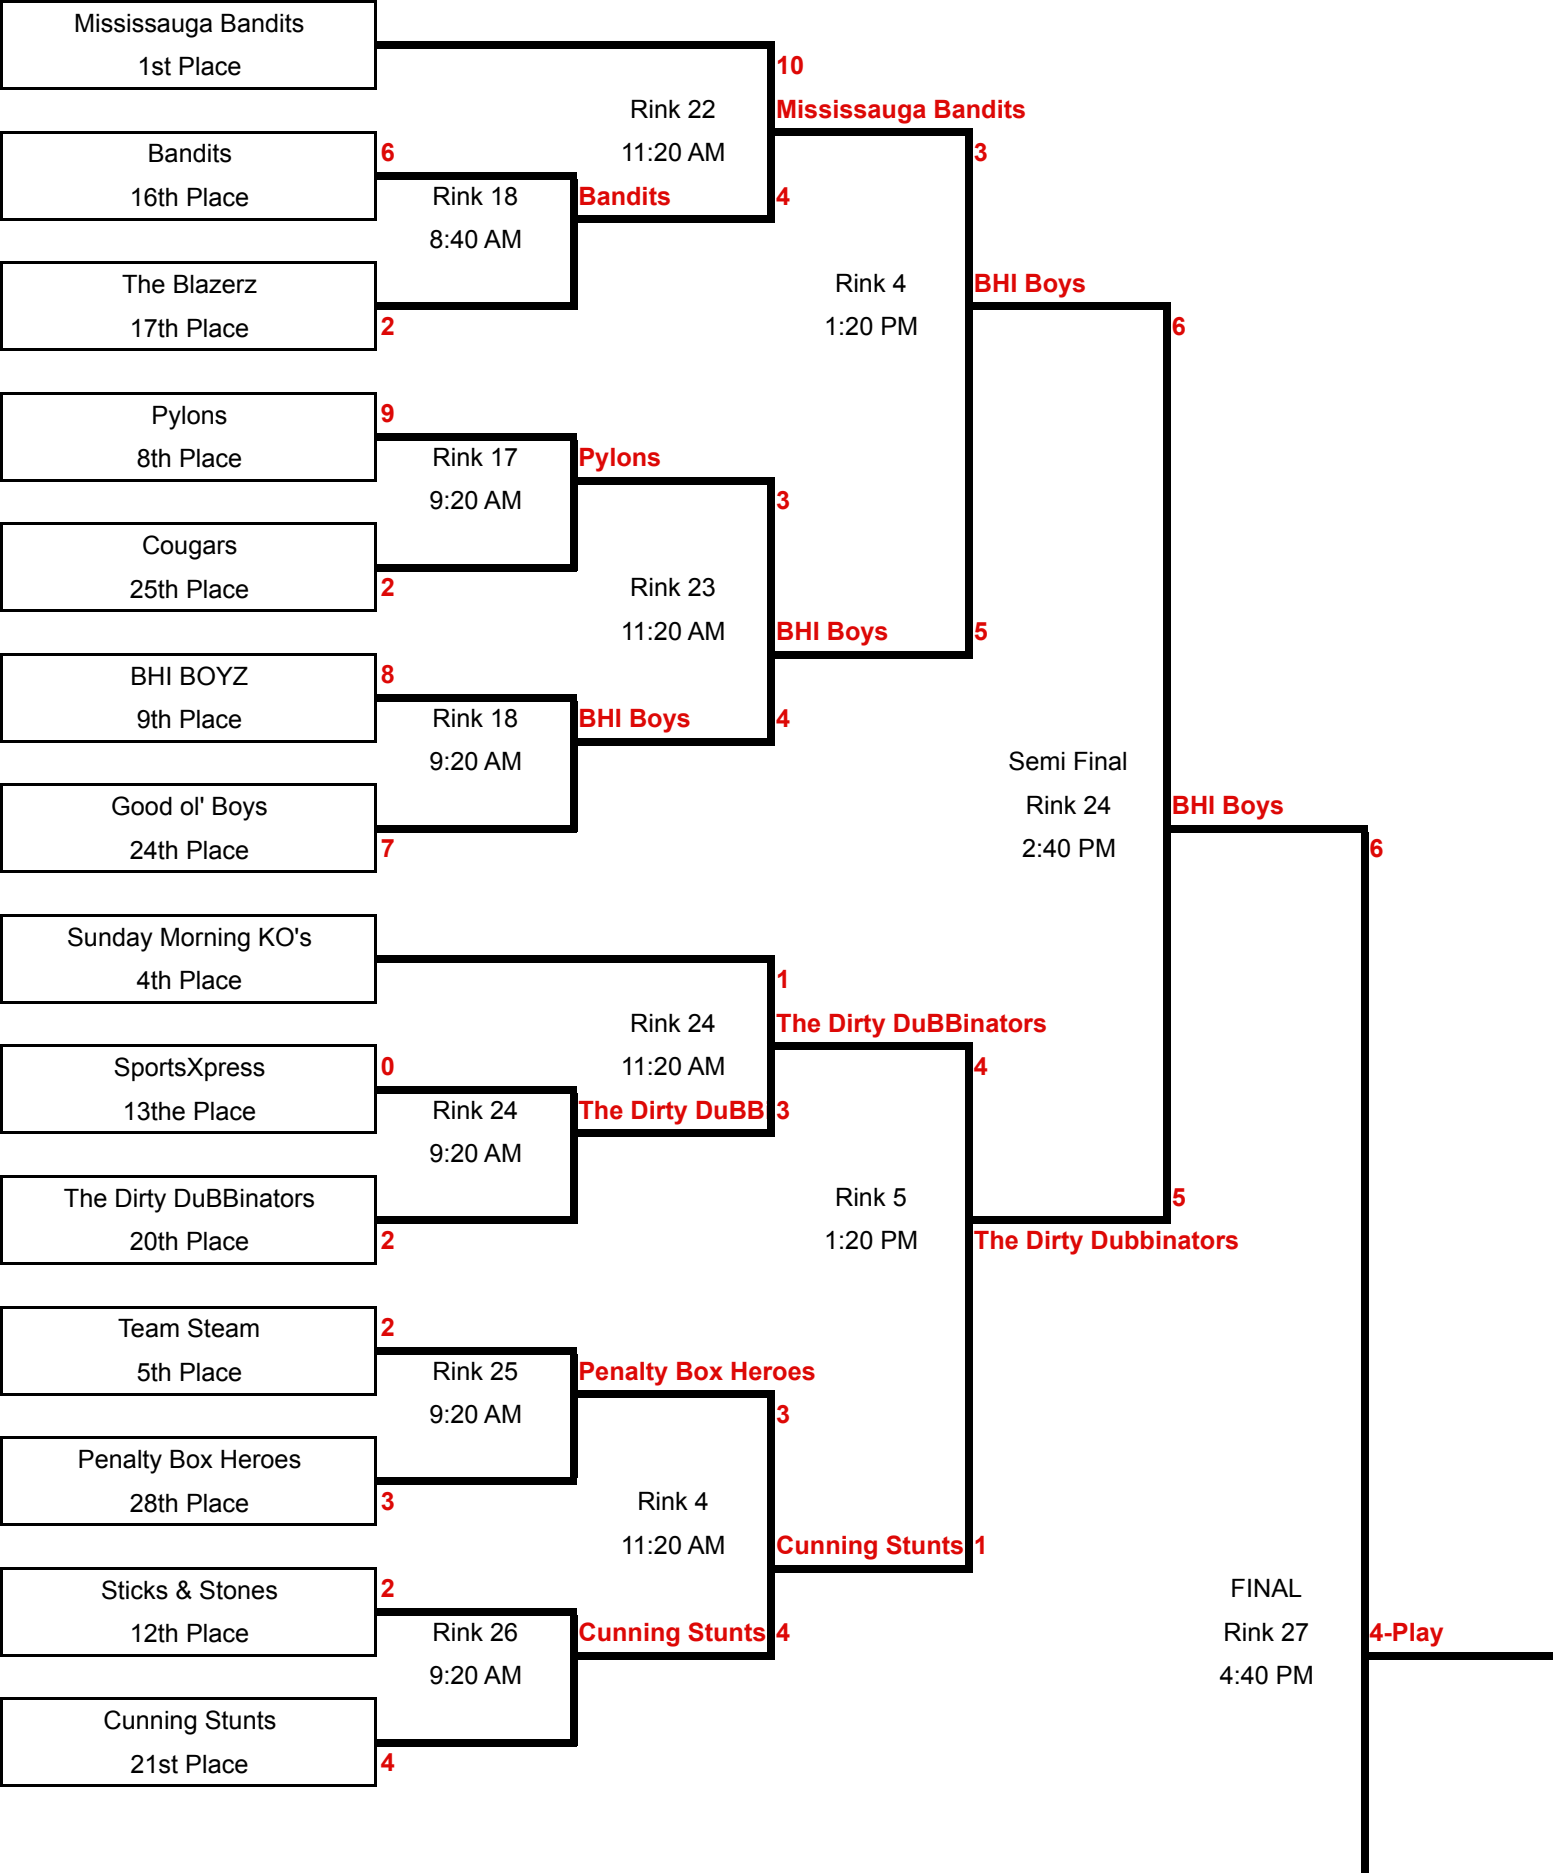 Mississauga Bandits
1st Place
10
Rink 22
Mississauga Bandits
11:20 AM
3
Bandits
6
16th Place
Rink 18
Bandits
4
8:40 AM
The Blazerz
17th Place
2
Rink 4
BHI Boys
1:20 PM
6
Pylons
9
8th Place
Rink 17
Pylons
9:20 AM
3
Cougars
25th Place
2
Rink 23
11:20 AM
BHI Boys
5
BHI BOYZ
8
9th Place
Rink 18
BHI Boys
4
9:20 AM
Good ol' Boys
24th Place
7
Semi Final
Rink 24
BHI Boys
2:40 PM
6
Sunday Morning KO's
4th Place
1
Rink 24
The Dirty DuBBinators
11:20 AM
4
SportsXpress
0
13the Place
Rink 24
The Dirty DuBB
3
9:20 AM
The Dirty DuBBinators
20th Place
2
Rink 5
5
1:20 PM
The Dirty Dubbinators
Team Steam
2
5th Place
Rink 25
Penalty Box Heroes
9:20 AM
3
Penalty Box Heroes
28th Place
3
Rink 4
11:20 AM
Cunning Stunts
1
Sticks & Stones
2
12th Place
Rink 26
Cunning Stunts
4
9:20 AM
FINAL
Rink 27
4-Play
4:40 PM
Cunning Stunts
21st Place
4